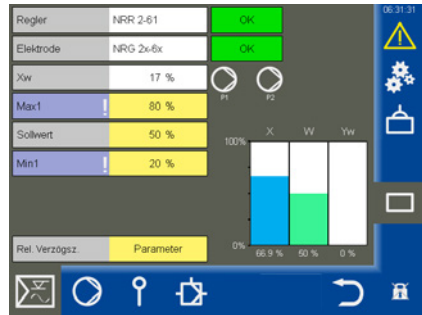 06:31:31
Regler NRR 2-61 OK
Elektrode NRG 2x-6x OK
Xw 17 %
P1 P2
Max1 ! 80 %
Sollwert 50 %
Min1 ! 20 %
X W Yw
100%
0%
66.9 % 50 % 0 %
Rel. Verzögsz. Parameter